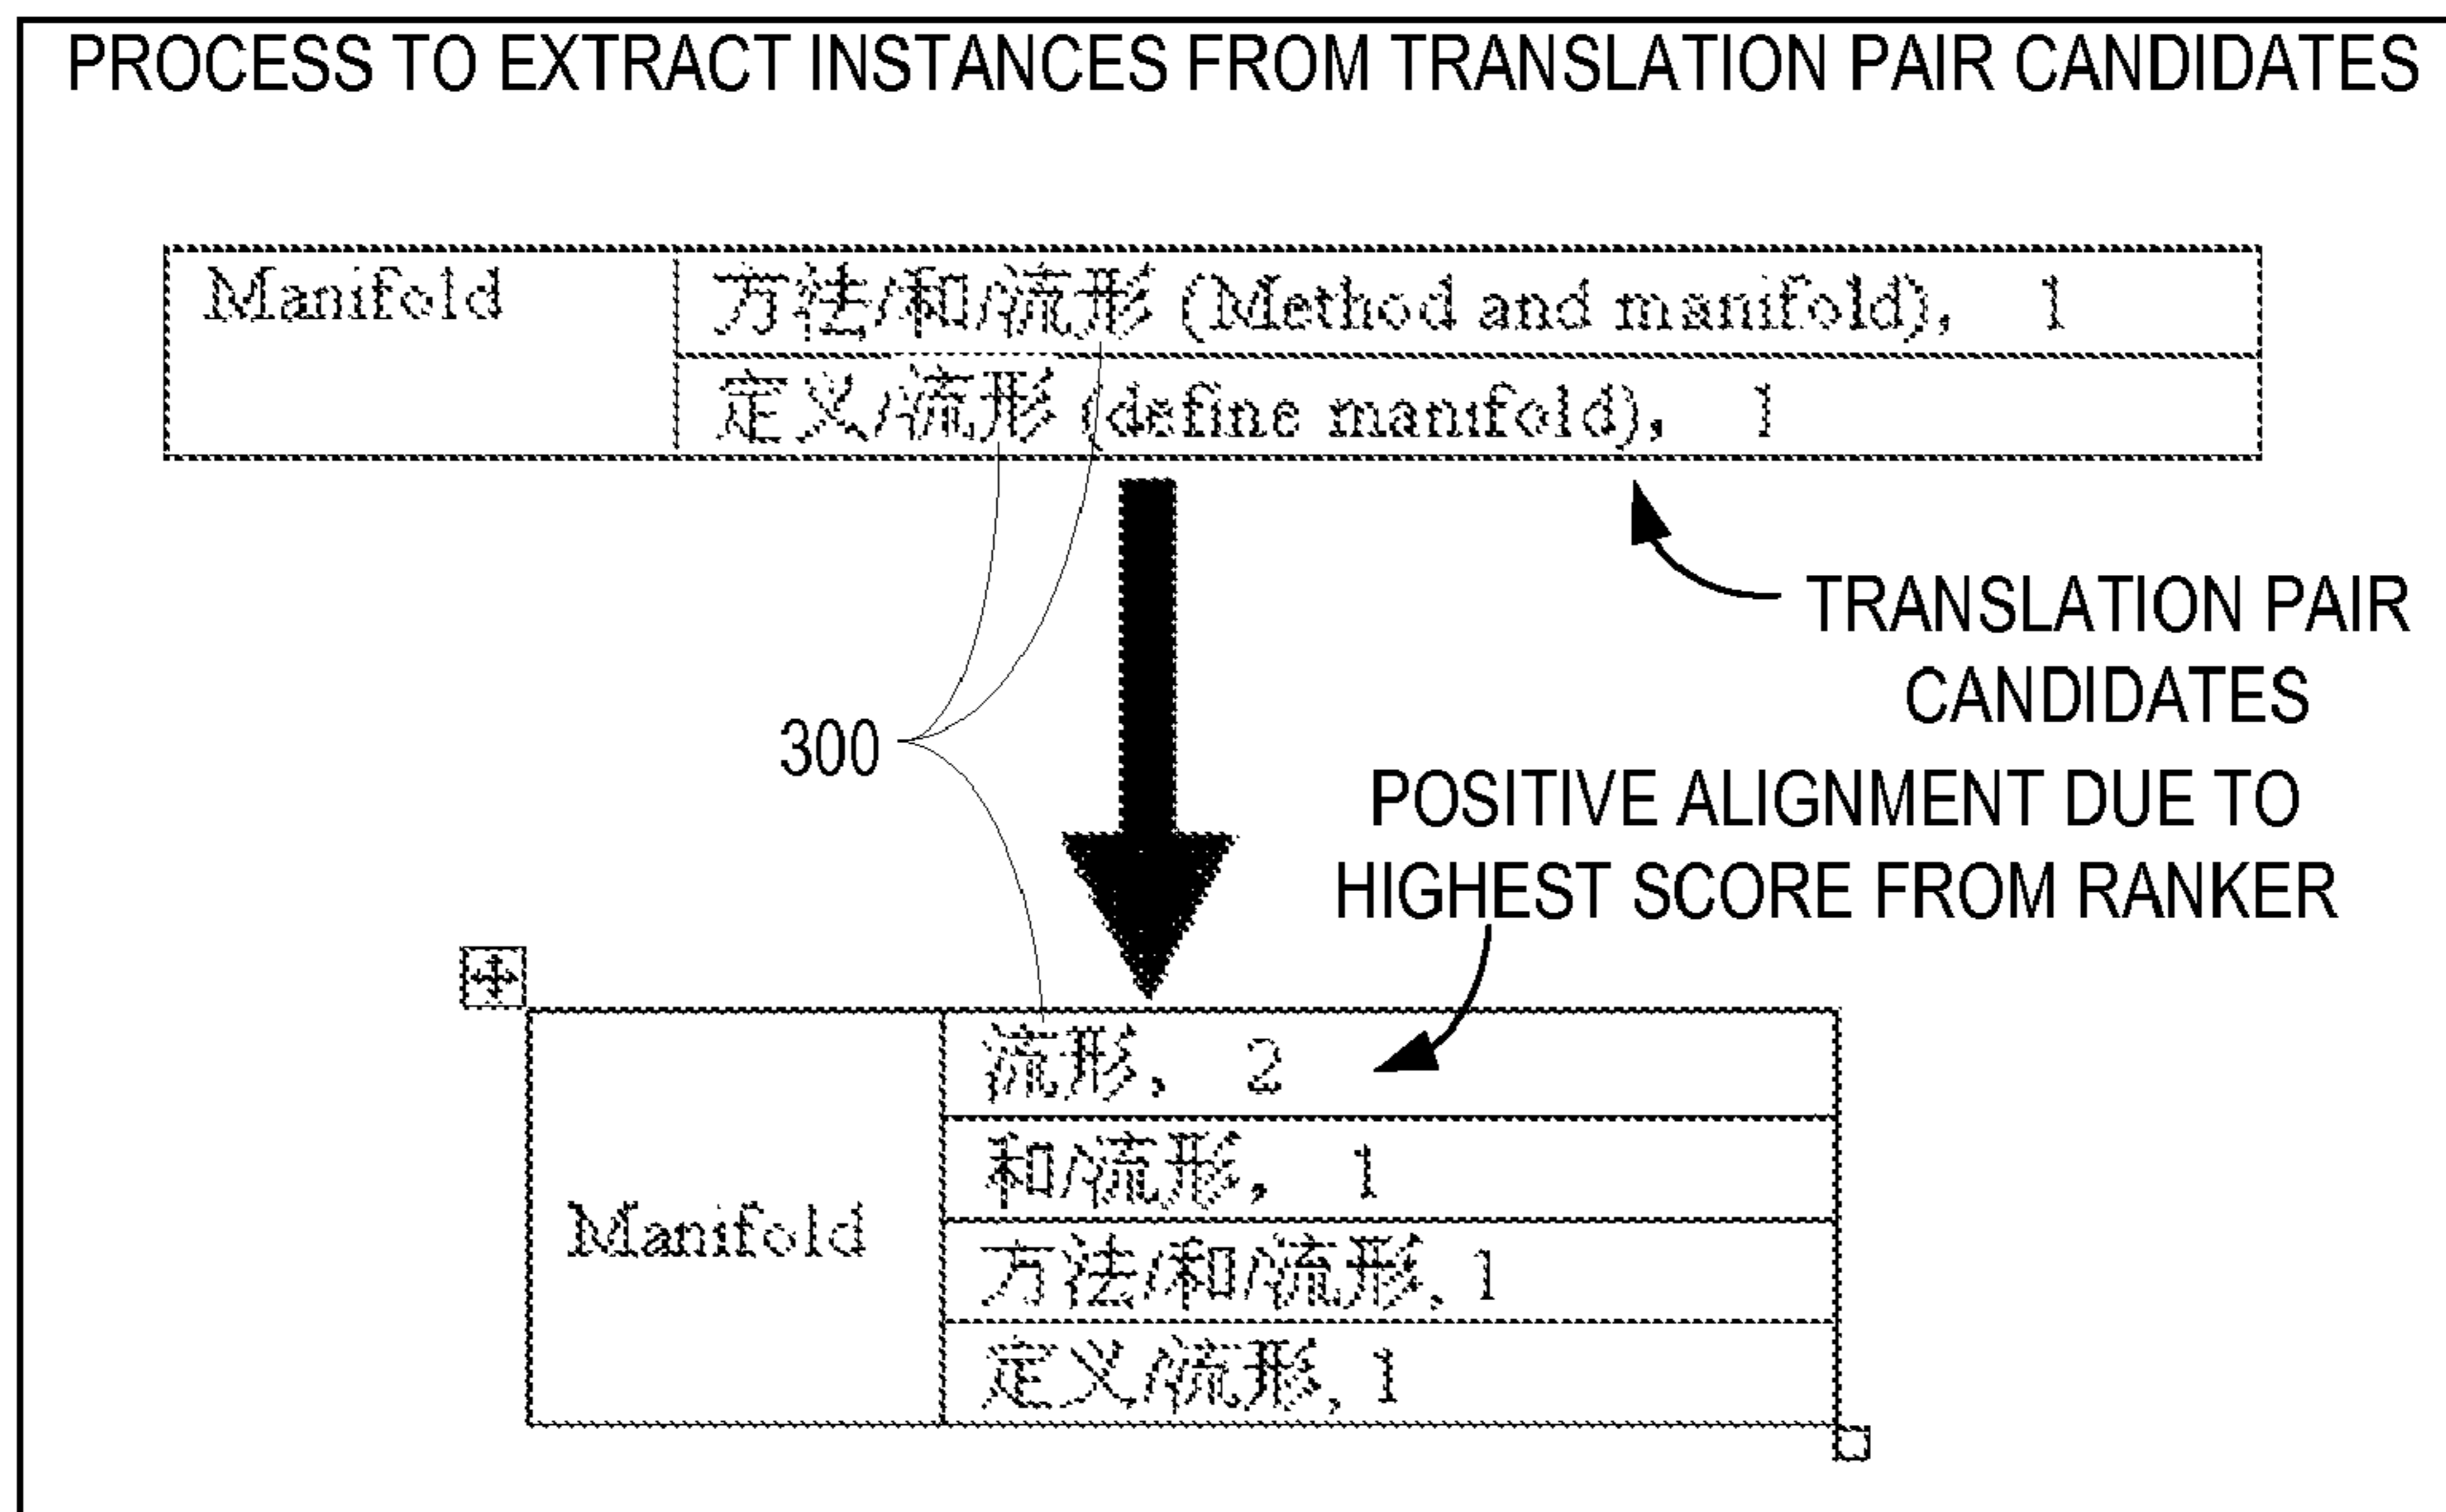 PROCESS TO EXTRACT INSTANCES FROM TRANSLATION PAIR CANDIDATES
Manifold
方法/和/流形 (Method and manifold), 1
定义/流形 (define manifold), 1
TRANSLATION PAIR
CANDIDATES
300
POSITIVE ALIGNMENT DUE TO
HIGHEST SCORE FROM RANKER
Manifold
流形, 2
和/流形, 1
方法/和/流形, 1
定义/流形, 1